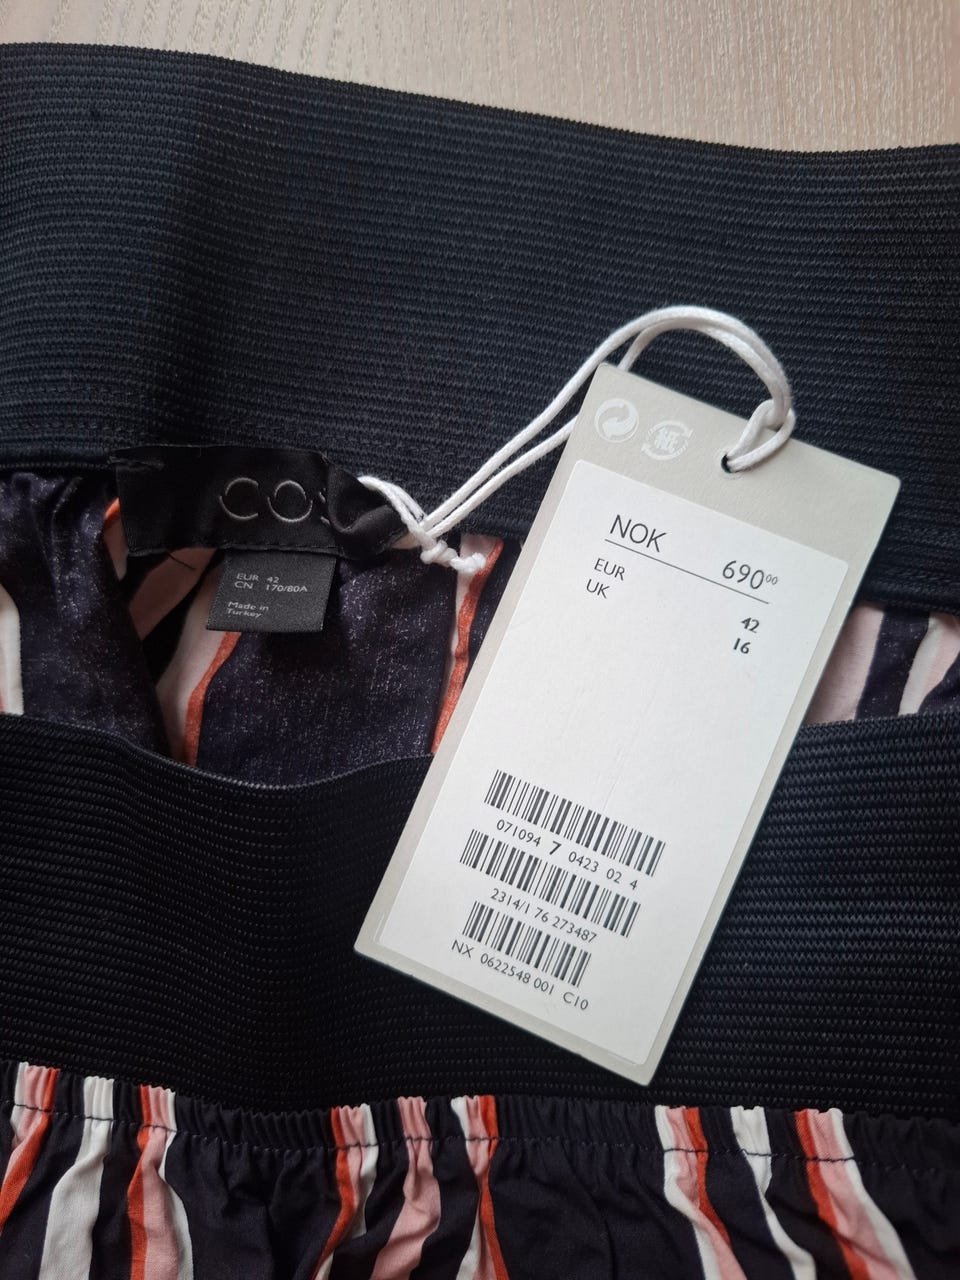 COS
EUR 42
CN 170/80A
Made in
Turkey
紙
NOK 690⁰⁰
EUR 42
UK 16
071094 7 0423 02 4
2314/1 76 273487
NX 0622548 001 C10